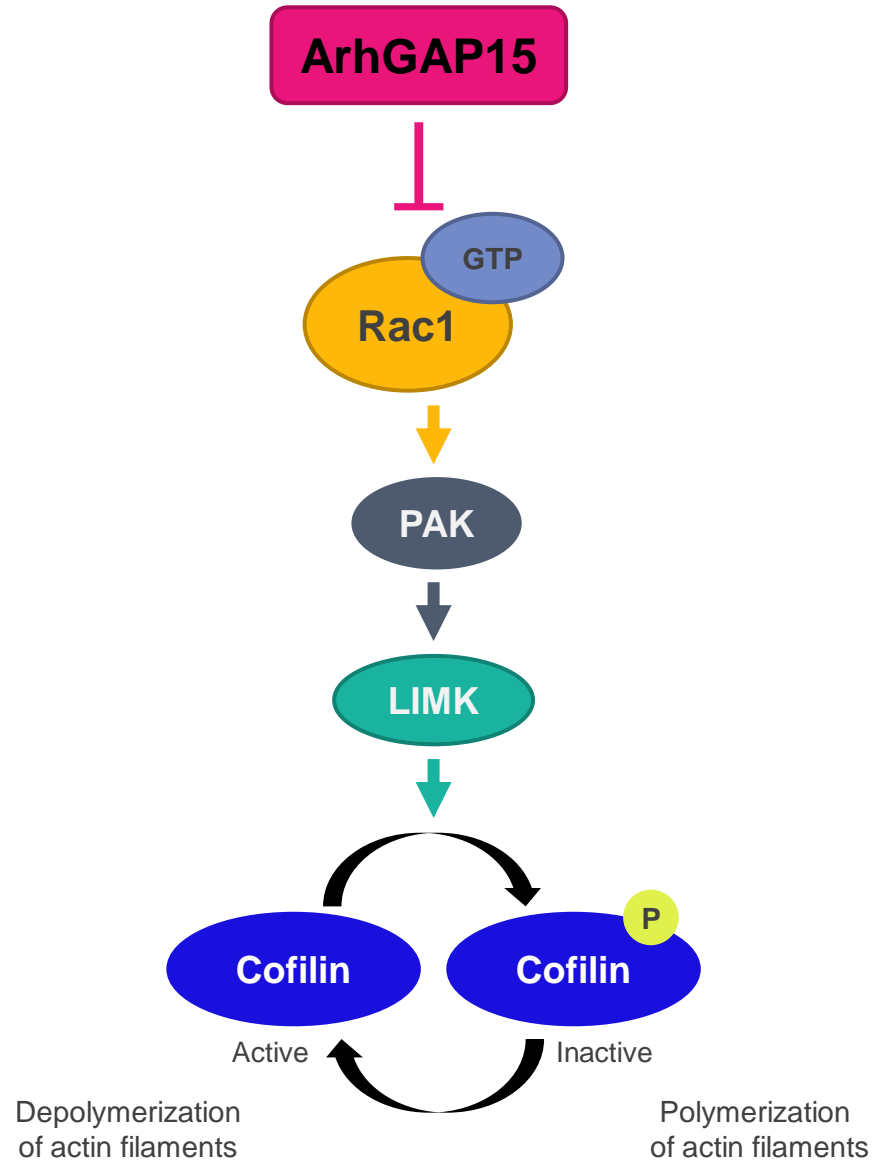 ArhGAP15
GTP
Rac1
PAK
LIMK
P
Cofilin
Cofilin
Active
Inactive
Depolymerization
of actin filaments
Polymerization
of actin filaments